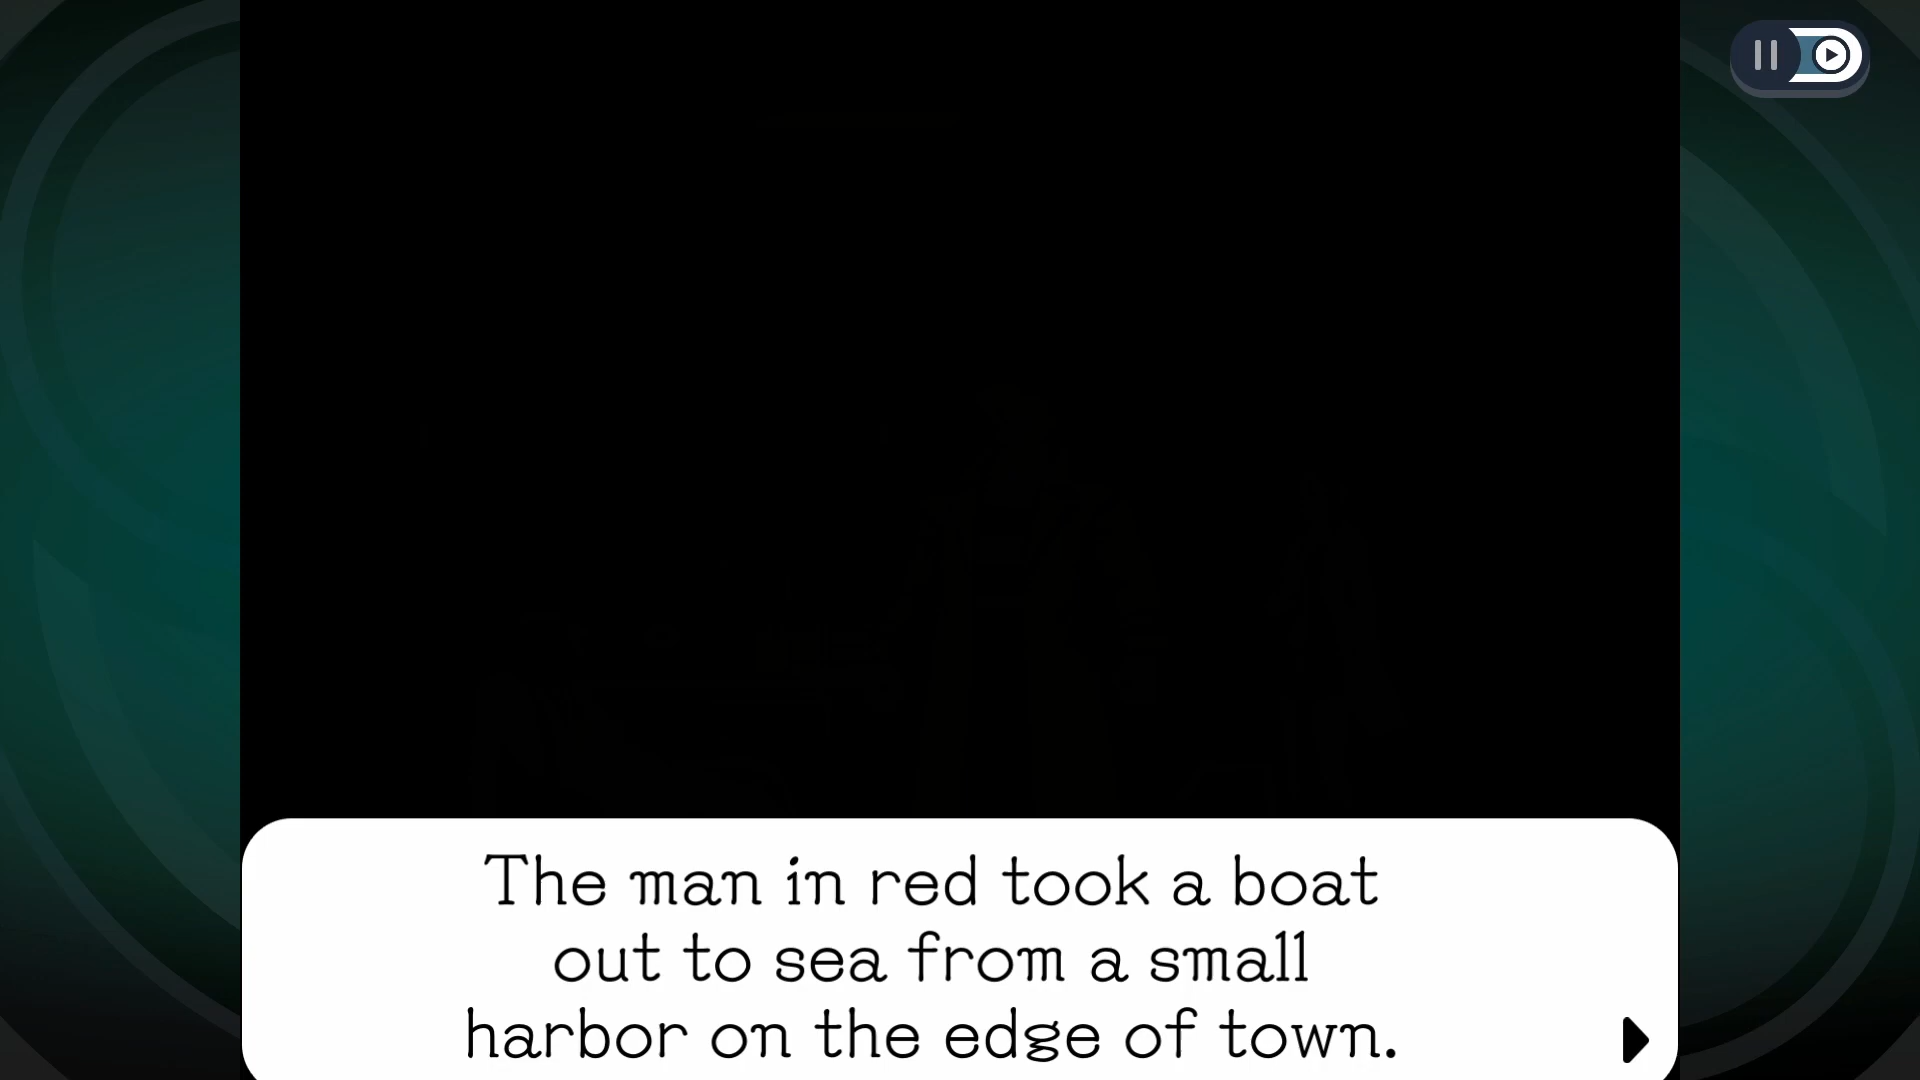 The man in red took a boat
out to sea from a small
harbor on the edge of town.